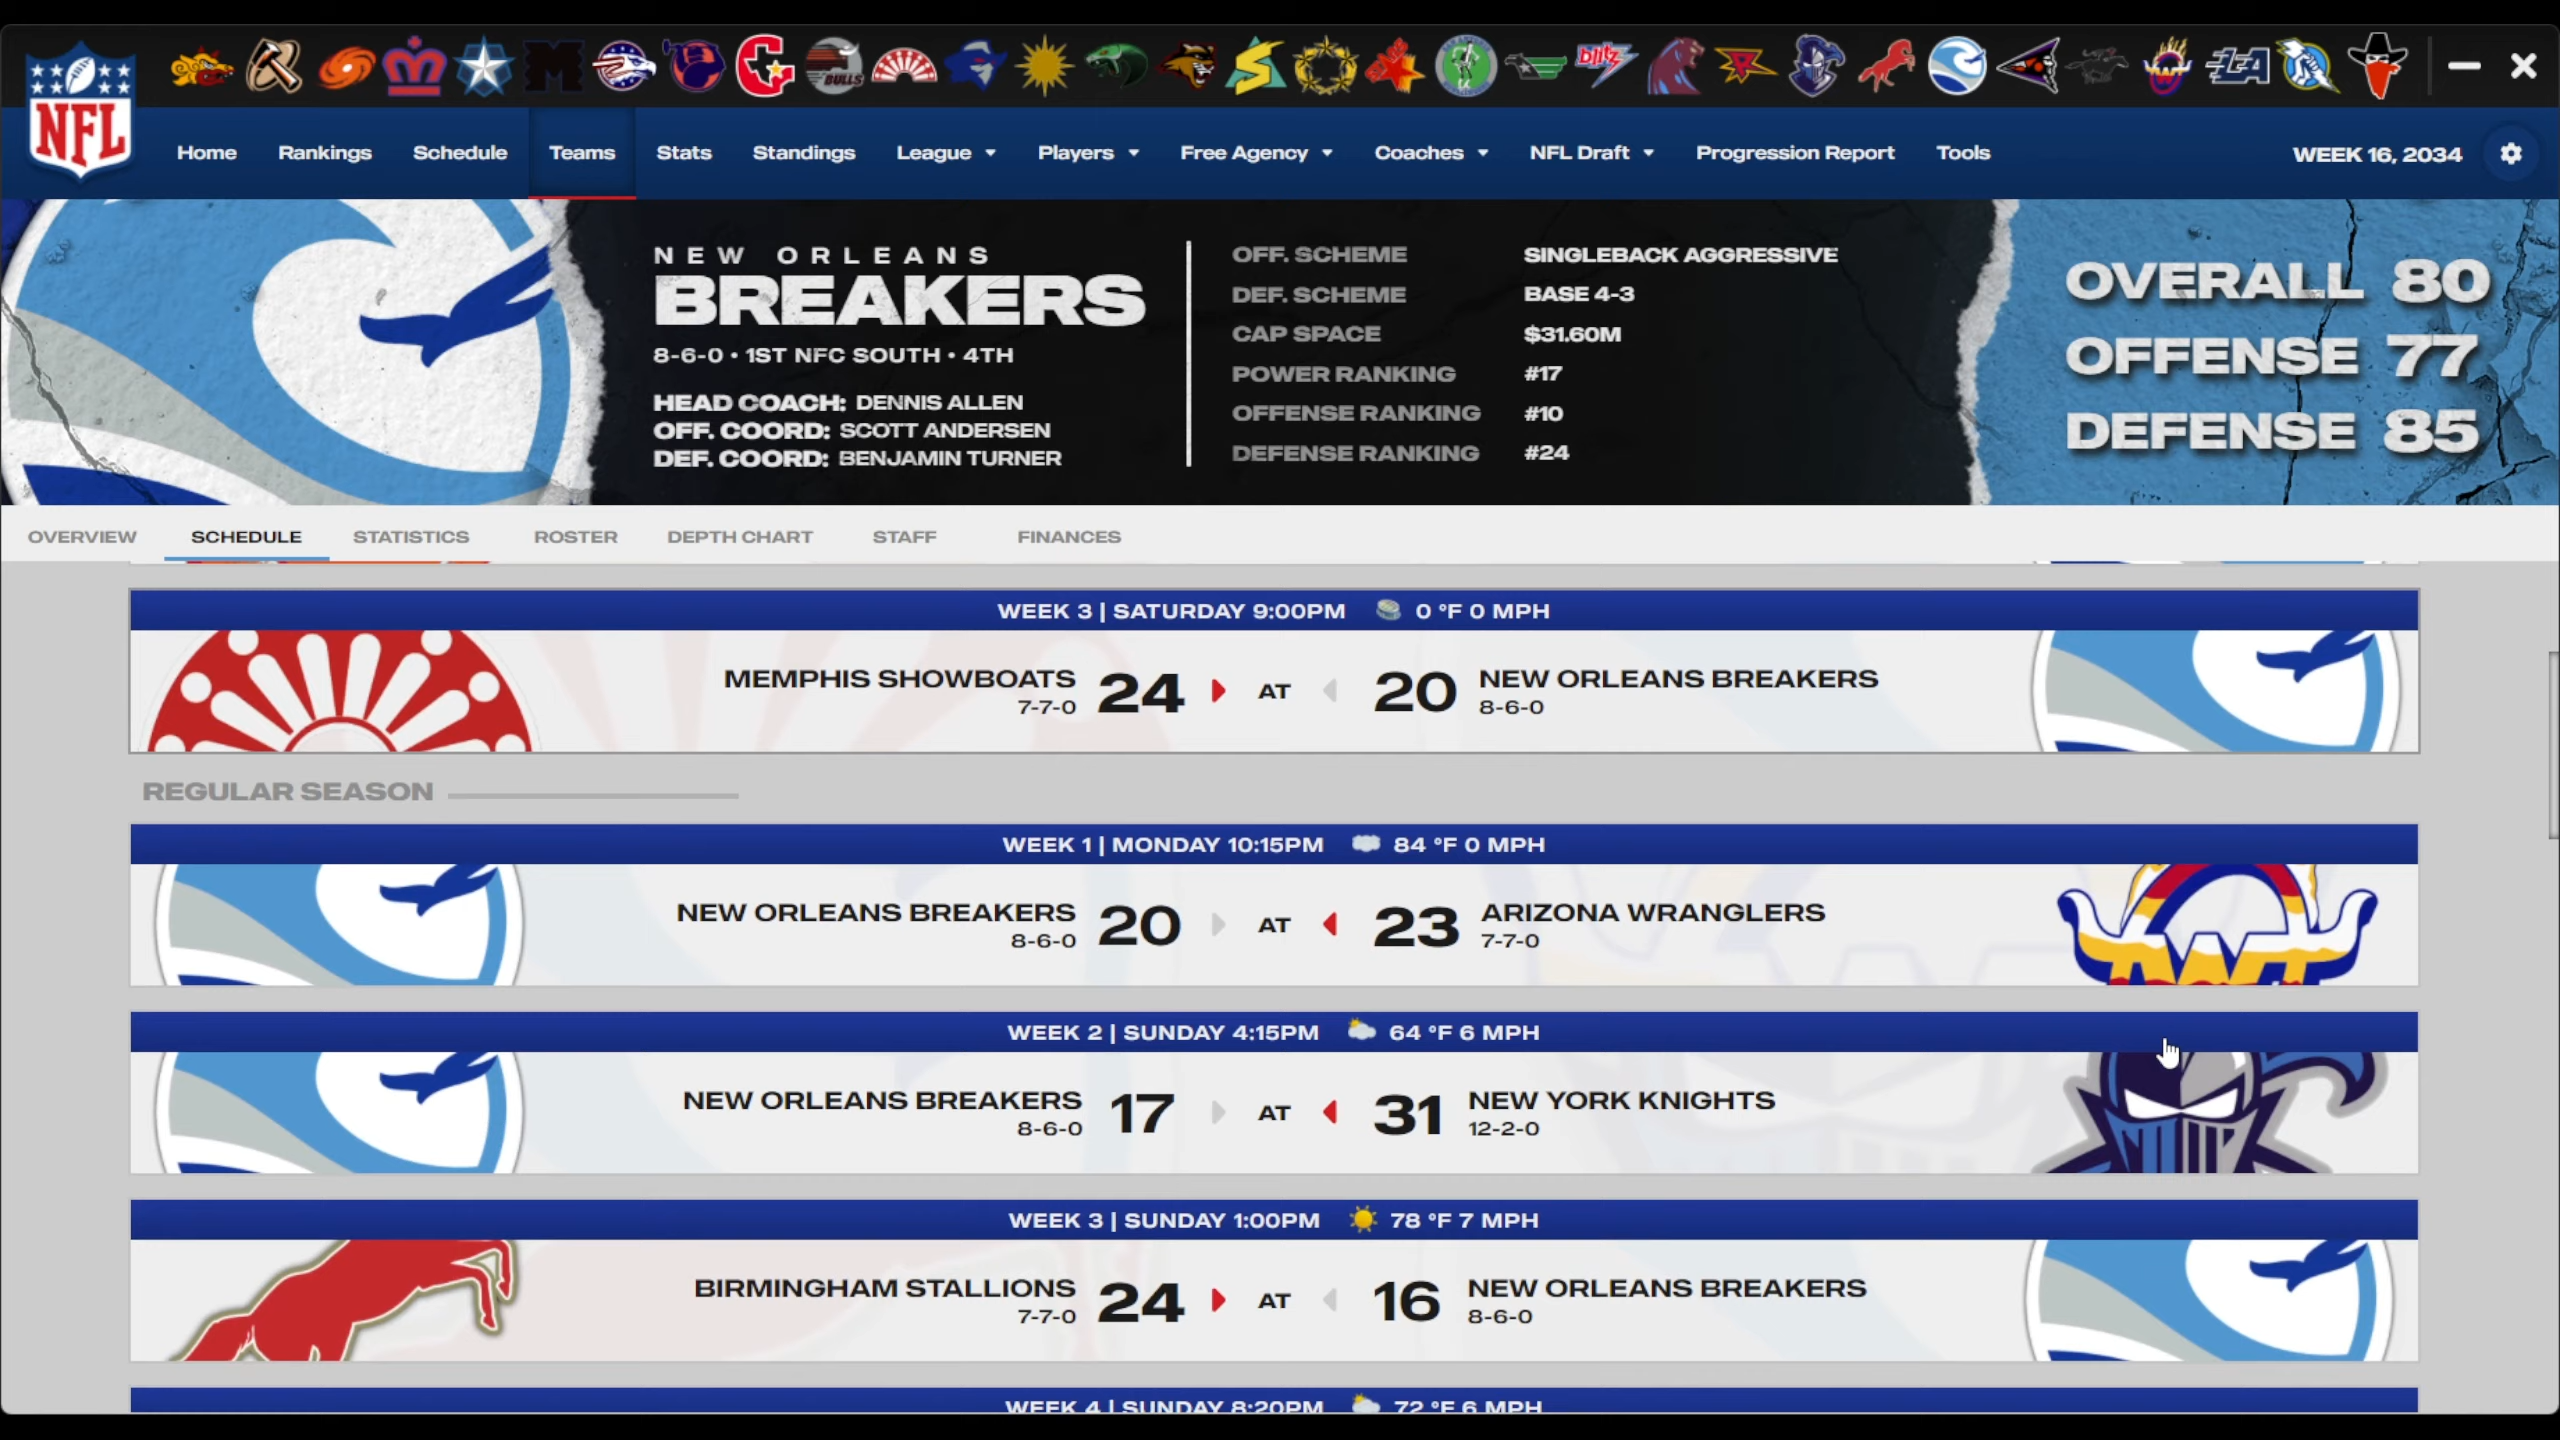 NFL
M
BULLS
blitz
LA
Home Rankings Schedule Teams Stats Standings League Players Free Agency Coaches NFL Draft Progression Report Tools WEEK 16, 2034
NEW ORLEANS
BREAKERS
8-6-0 • 1ST NFC SOUTH • 4TH
HEAD COACH: DENNIS ALLEN
OFF. COORD: SCOTT ANDERSEN
DEF. COORD: BENJAMIN TURNER
OFF. SCHEME SINGLEBACK AGGRESSIVE
DEF. SCHEME BASE 4-3
CAP SPACE $31.60M
POWER RANKING #17
OFFENSE RANKING #10
DEFENSE RANKING #24
OVERALL 80
OFFENSE 77
DEFENSE 85
OVERVIEW SCHEDULE STATISTICS ROSTER DEPTH CHART STAFF FINANCES
WEEK 3 | SATURDAY 9:00PM 0 °F 0 MPH
MEMPHIS SHOWBOATS 24 AT 20 NEW ORLEANS BREAKERS
7-7-0 8-6-0
REGULAR SEASON
WEEK 1 | MONDAY 10:15PM 84 °F 0 MPH
NEW ORLEANS BREAKERS 20 AT 23 ARIZONA WRANGLERS
8-6-0 7-7-0
WEEK 2 | SUNDAY 4:15PM 64 °F 6 MPH
NEW ORLEANS BREAKERS 17 AT 31 NEW YORK KNIGHTS
8-6-0 12-2-0
WEEK 3 | SUNDAY 1:00PM 78 °F 7 MPH
BIRMINGHAM STALLIONS 24 AT 16 NEW ORLEANS BREAKERS
7-7-0 8-6-0
WEEK 4 | SUNDAY 8:20PM 72 °F 6 MPH